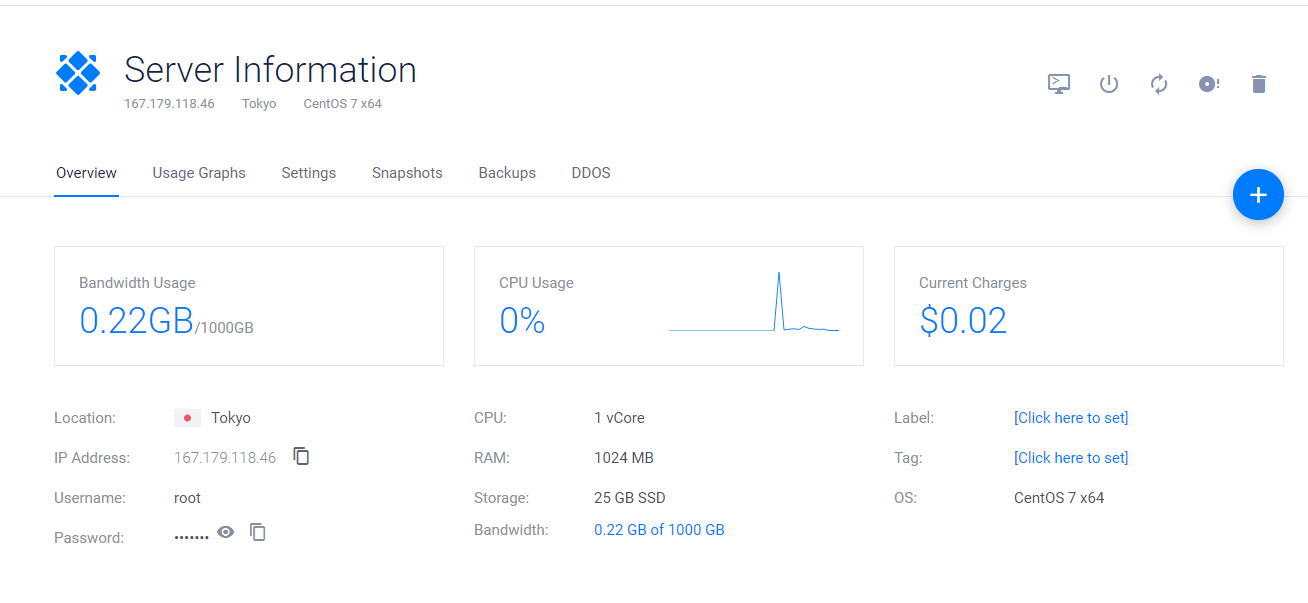 Server Information
167.179.118.46 Tokyo CentOS 7 x64
Overview Usage Graphs Settings Snapshots Backups DDOS
Bandwidth Usage
0.22GB/1000GB
CPU Usage
0%
Current Charges
$0.02
Location: Tokyo
IP Address: 167.179.118.46
Username: root
Password: •••••••
CPU: 1 vCore
RAM: 1024 MB
Storage: 25 GB SSD
Bandwidth: 0.22 GB of 1000 GB
Label: [Click here to set]
Tag: [Click here to set]
OS: CentOS 7 x64